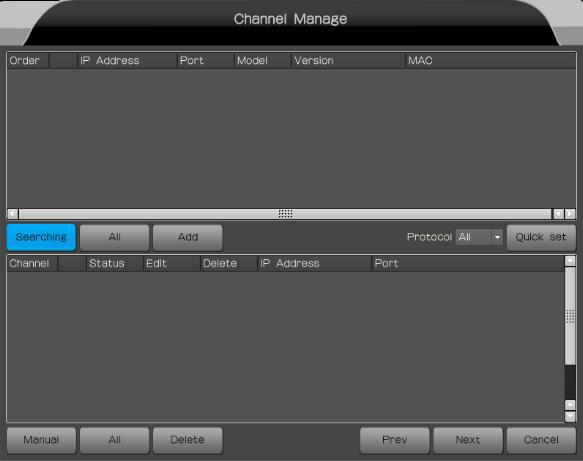 Channel Manage
Order IP Address Port Model Version MAC
Searching All Add Protocol All Quick set
Channel Status Edit Delete IP Address Port
Manual All Delete Prev Next Cancel